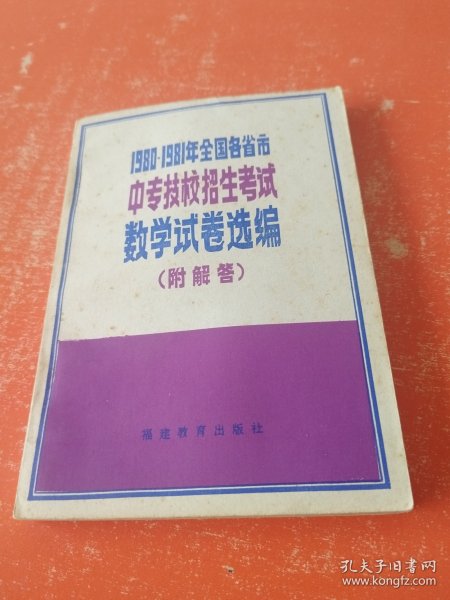 1980-1981年全国各省市
中专技校招生考试
数学试卷选编
(附解答)
福建教育出版社
孔夫子旧书网
www.kongfz.com